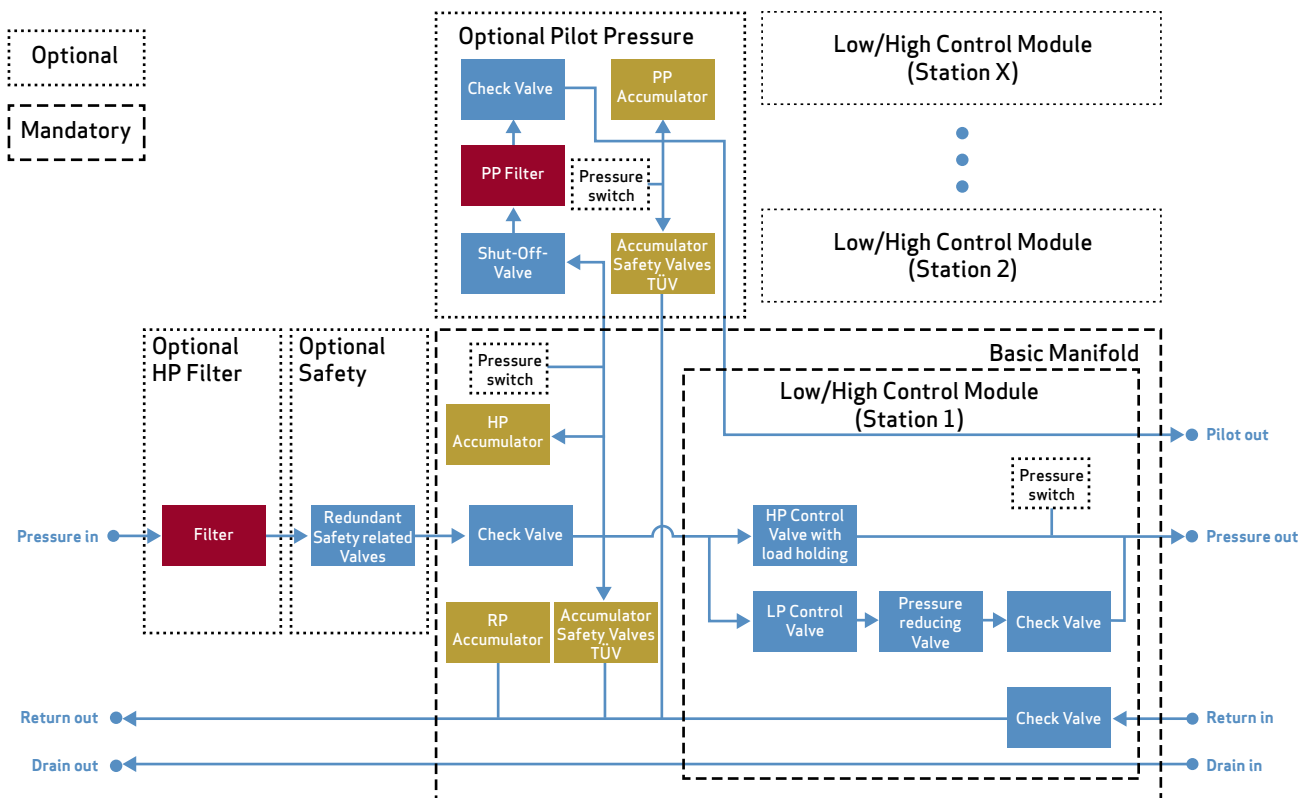 Optional
Mandatory
Optional Pilot Pressure
Check Valve
PP
Accumulator
PP Filter
Pressure
switch
Shut-Off-
Valve
Accumulator
Safety Valves
TÜV
Low/High Control Module
(Station X)
Low/High Control Module
(Station 2)
Optional
HP Filter
Optional
Safety
Basic Manifold
Pressure
switch
Low/High Control Module
(Station 1)
HP
Accumulator
Pilot out
Pressure
switch
Pressure in
Filter
Redundant
Safety related
Valves
Check Valve
HP Control
Valve with
load holding
Pressure out
RP
Accumulator
Accumulator
Safety Valves
TÜV
LP Control
Valve
Pressure
reducing
Valve
Check Valve
Return out
Check Valve
Return in
Drain out
Drain in